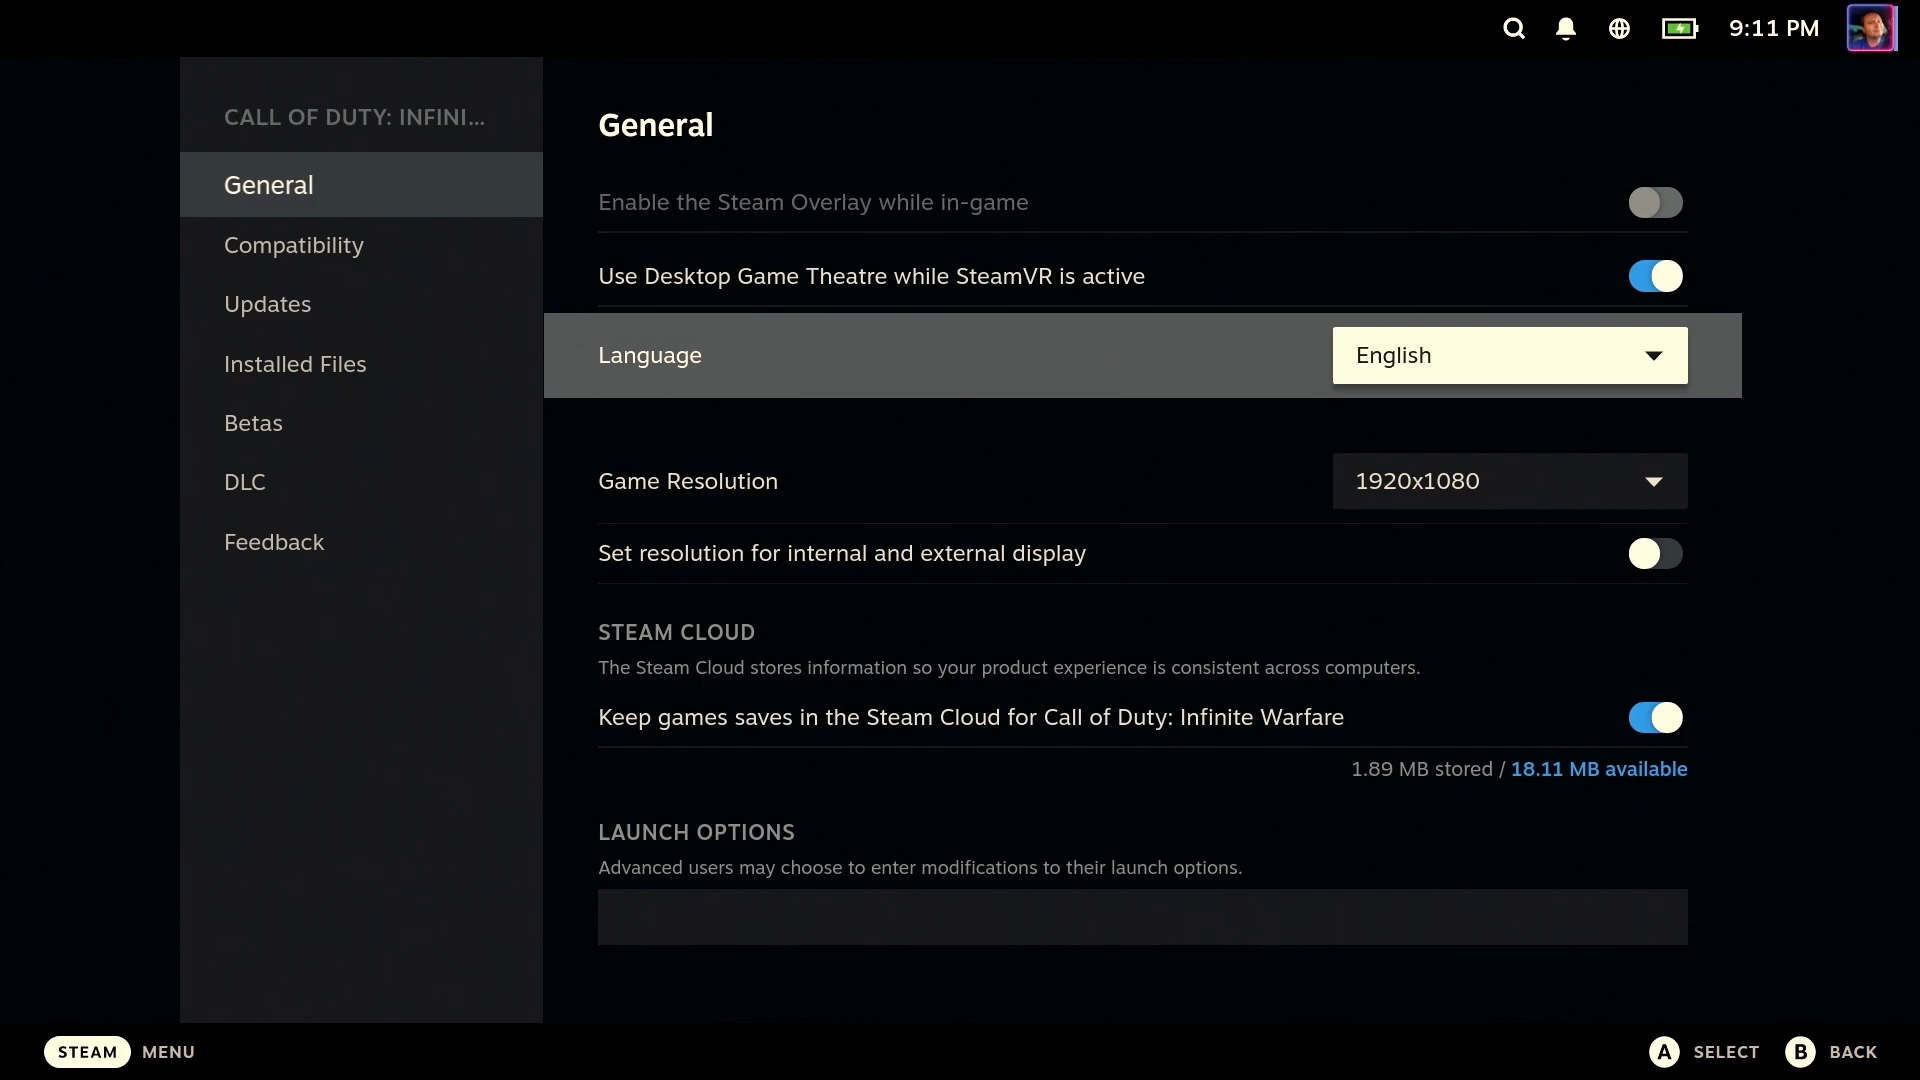 9:11 PM
CALL OF DUTY: INFINI...
General
Compatibility
Updates
Installed Files
Betas
DLC
Feedback
General
Enable the Steam Overlay while in-game
Use Desktop Game Theatre while SteamVR is active
Language English
Game Resolution 1920x1080
Set resolution for internal and external display
STEAM CLOUD
The Steam Cloud stores information so your product experience is consistent across computers.
Keep games saves in the Steam Cloud for Call of Duty: Infinite Warfare
1.89 MB stored / 18.11 MB available
LAUNCH OPTIONS
Advanced users may choose to enter modifications to their launch options.
STEAM MENU
A SELECT B BACK